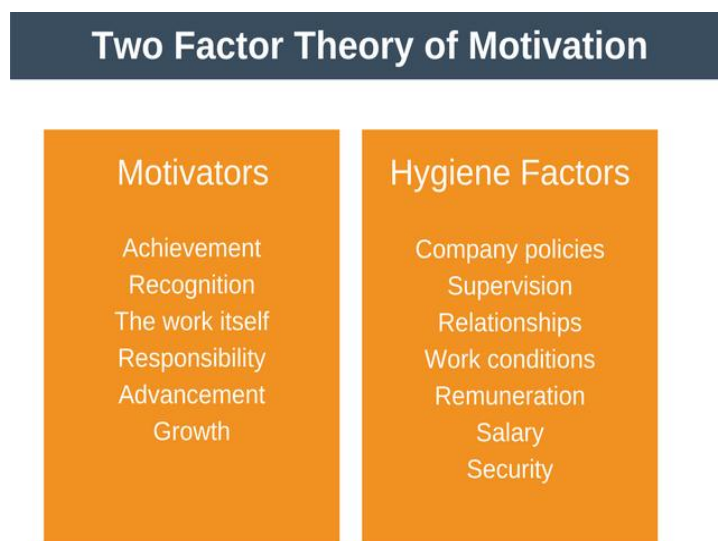 Two Factor Theory of Motivation
Motivators
Achievement
Recognition
The work itself
Responsibility
Advancement
Growth
Hygiene Factors
Company policies
Supervision
Relationships
Work conditions
Remuneration
Salary
Security